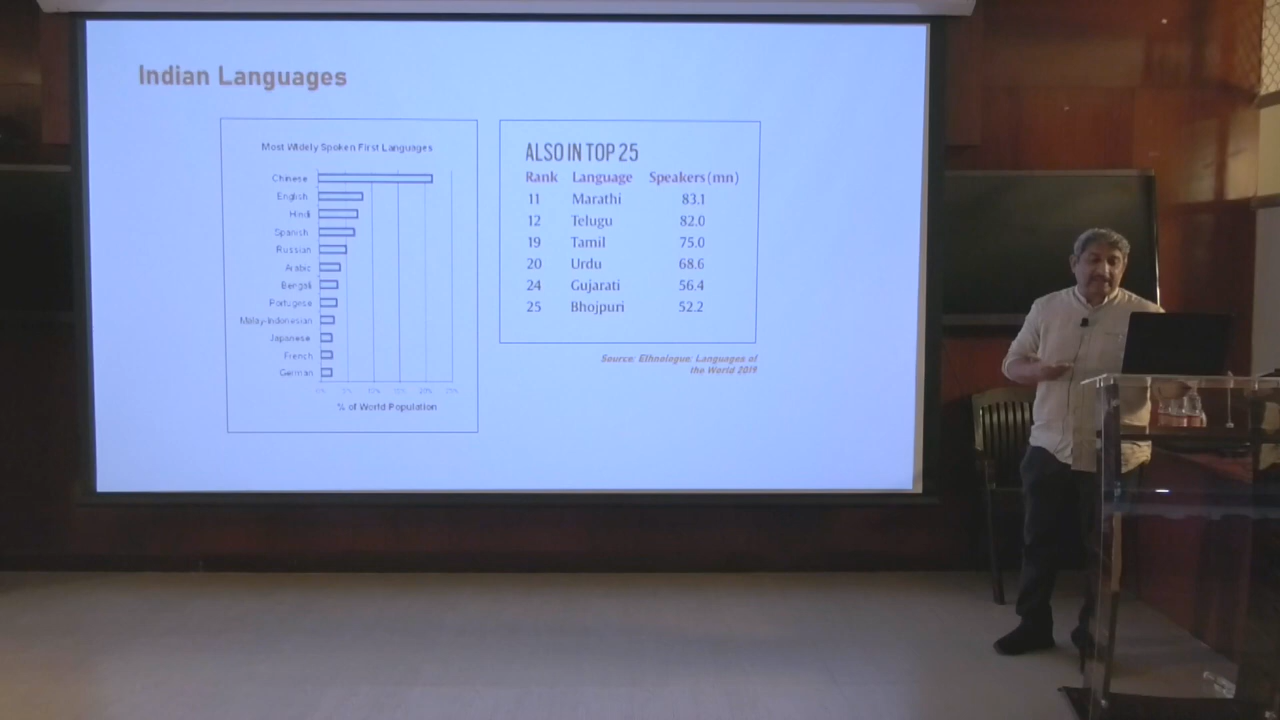 Indian Languages
Most Widely Spoken First Languages
Chinese
English
Hindi
Spanish
Russian
Arabic
Bengali
Portugese
Malay-Indonesian
Japanese
French
German
% of World Population
ALSO IN TOP 25
Rank Language Speakers (mn)
11 Marathi 83.1
12 Telugu 82.0
19 Tamil 75.0
20 Urdu 68.6
24 Gujarati 56.4
25 Bhojpuri 52.2
Source: Ethnologue: Languages of
the World 2019